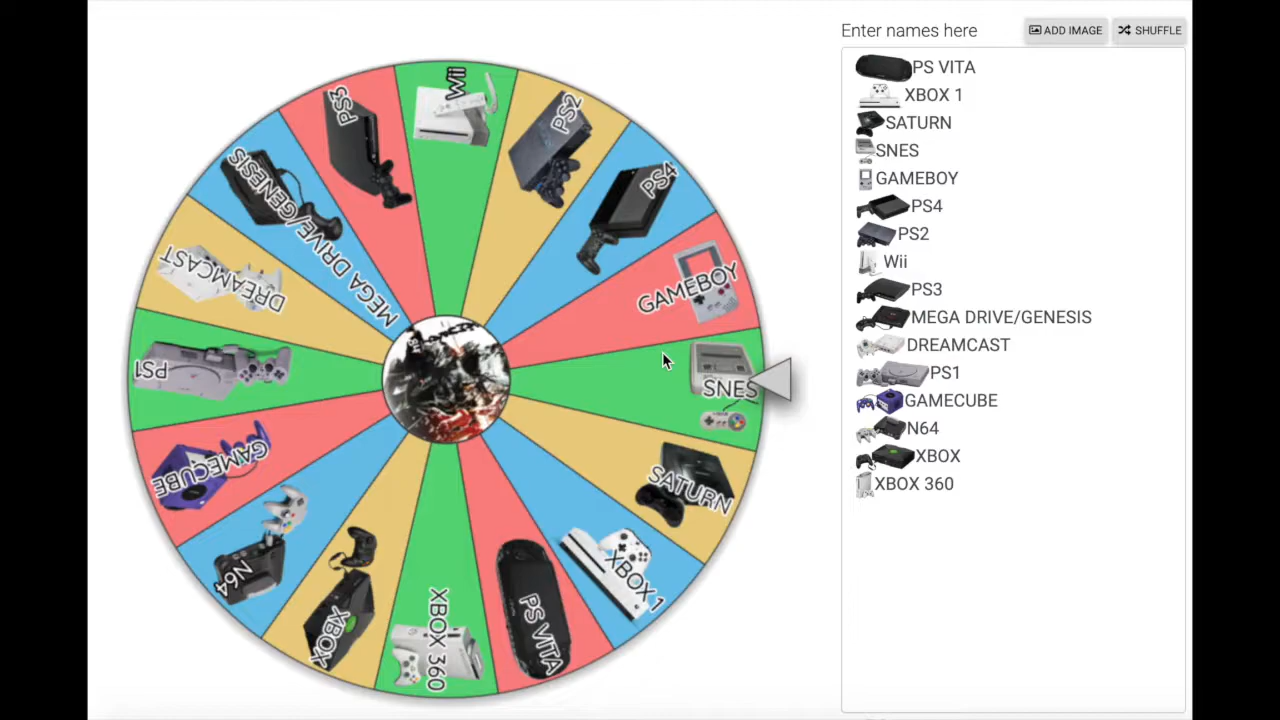 Enter names here
ADD IMAGE
SHUFFLE
PS VITA
XBOX 1
SATURN
SNES
GAMEBOY
PS4
PS2
Wii
PS3
MEGA DRIVE/GENESIS
DREAMCAST
PS1
GAMECUBE
N64
XBOX
XBOX 360
Wii
PS2
PS4
GAMEBOY
SNES
SATURN
XBOX 1
PS VITA
XBOX 360
XBOX
N64
GAMECUBE
PS1
DREAMCAST
MEGA DRIVE/GENESIS
PS3